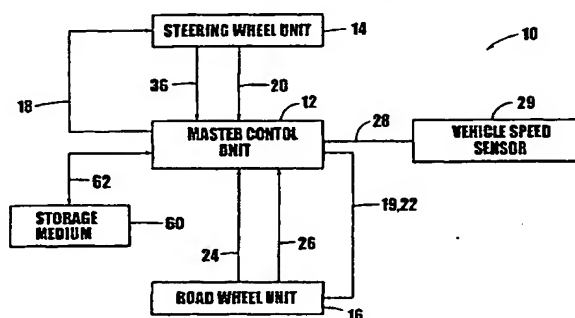 STEERING WHEEL UNIT
14
10
18
36
20
12
29
MASTER CONTOL
UNIT
28
VEHICLE SPEED
SENSOR
62
19,22
STORAGE
MEDIUM
60
24
26
ROAD WHEEL UNIT
16